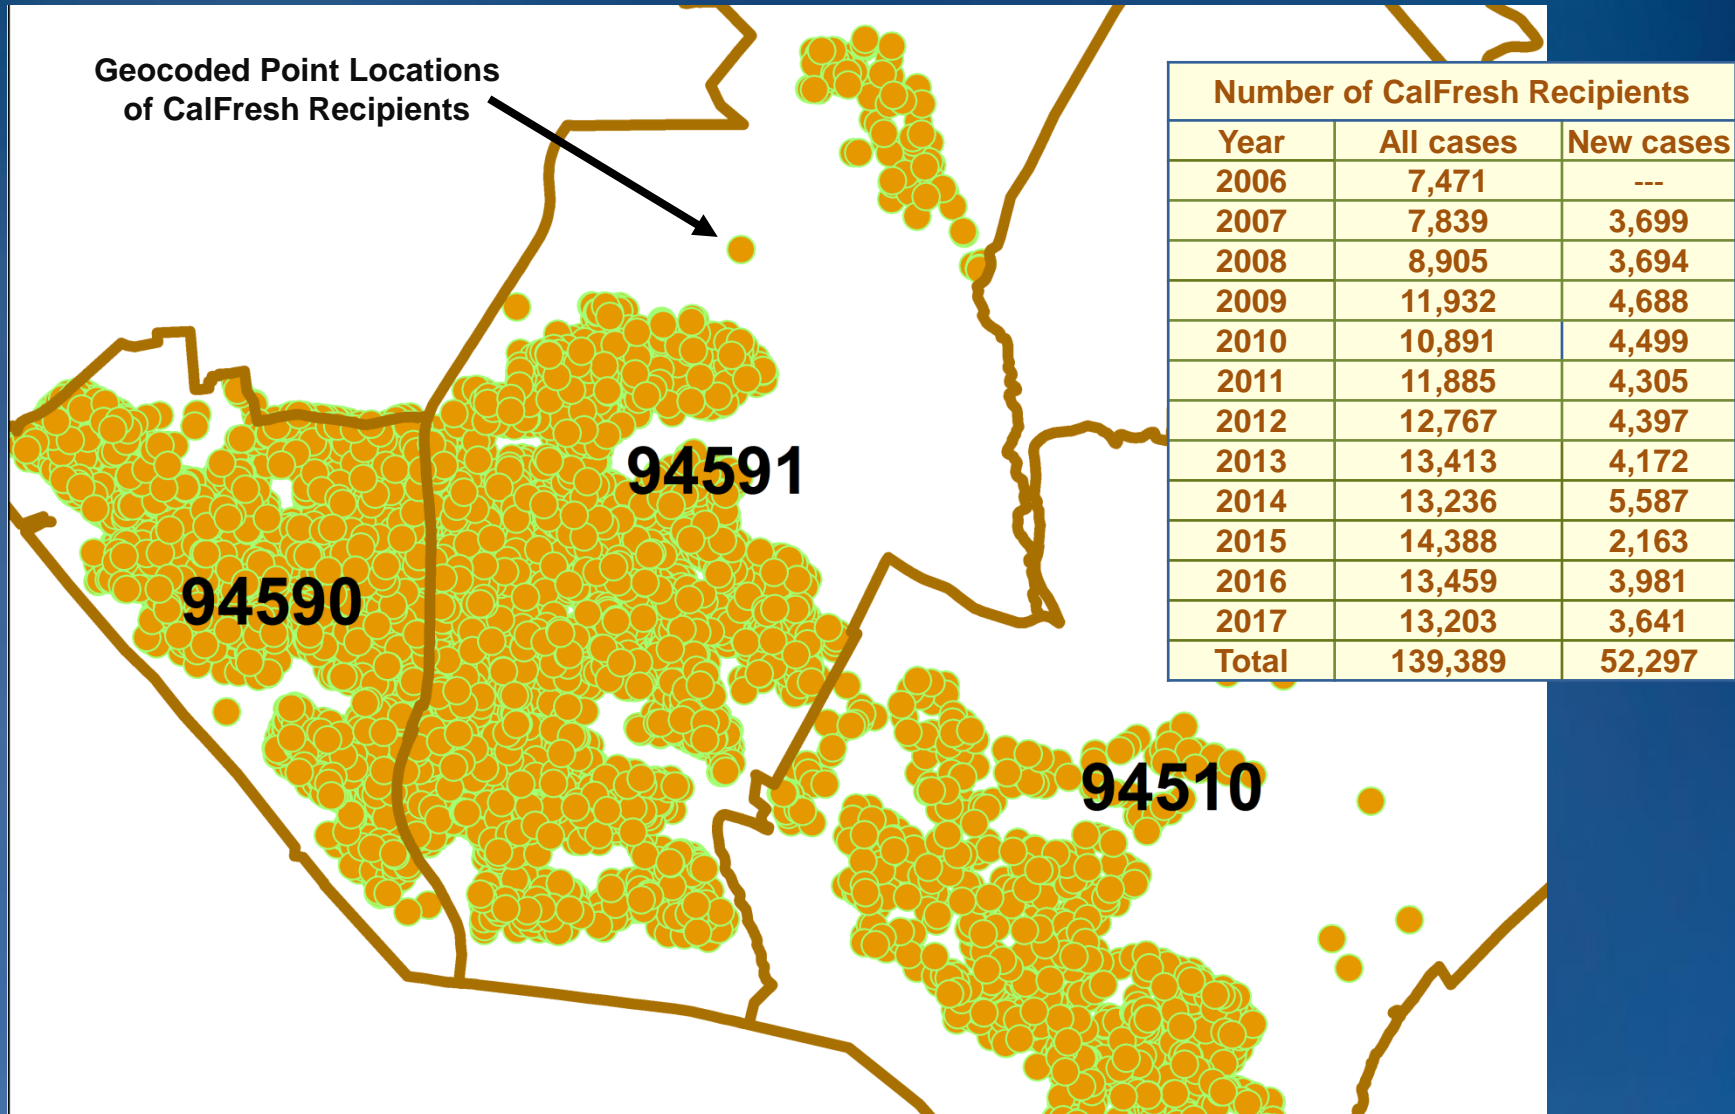 Geocoded Point Locations
of CalFresh Recipients
94591
94590
94510
Number of CalFresh Recipients
Year All cases New cases
2006 7,471 ---
2007 7,839 3,699
2008 8,905 3,694
2009 11,932 4,688
2010 10,891 4,499
2011 11,885 4,305
2012 12,767 4,397
2013 13,413 4,172
2014 13,236 5,587
2015 14,388 2,163
2016 13,459 3,981
2017 13,203 3,641
Total 139,389 52,297